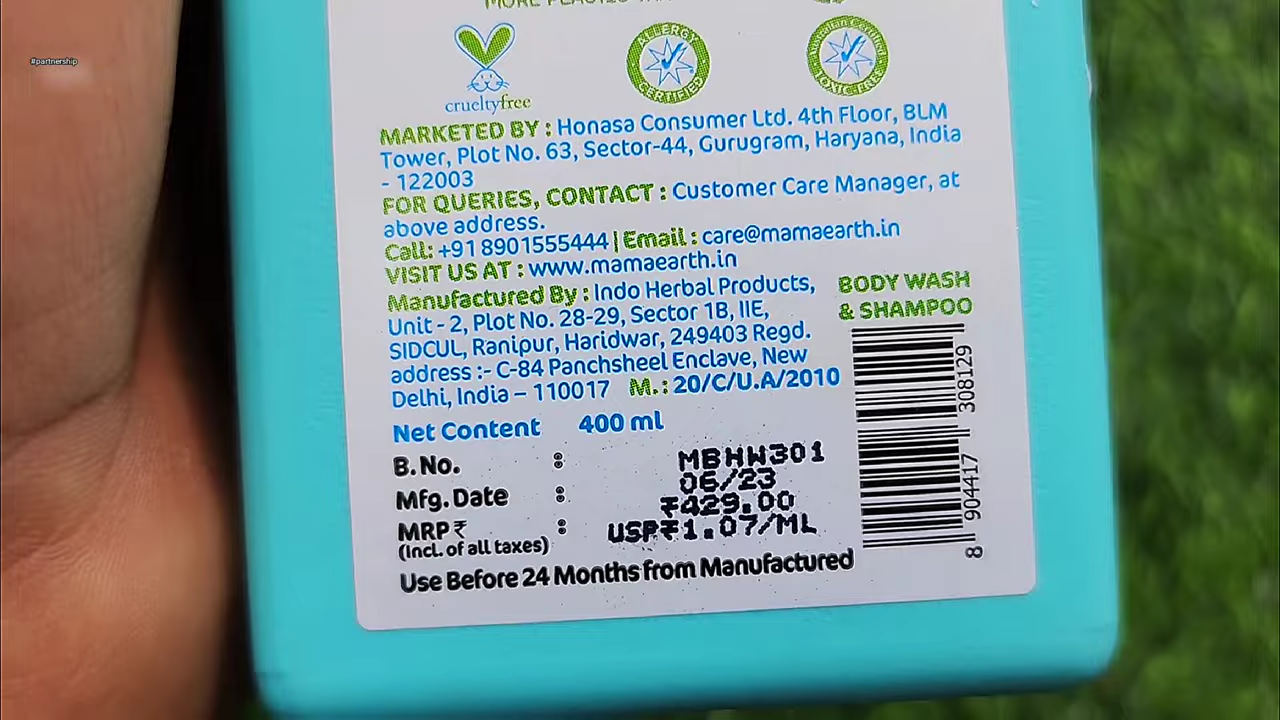 #partnership
crueltyfree
ALLERGY CERTIFIED
Australian Certified TOXIC FREE
MARKETED BY : Honasa Consumer Ltd. 4th Floor, BLM
Tower, Plot No. 63, Sector-44, Gurugram, Haryana, India
- 122003
FOR QUERIES, CONTACT : Customer Care Manager, at
above address.
Call: +91 8901555444 | Email : care@mamaearth.in
VISIT US AT : www.mamaearth.in
Manufactured By : Indo Herbal Products,
Unit - 2, Plot No. 28-29, Sector 1B, IIE,
SIDCUL, Ranipur, Haridwar, 249403 Regd.
address :- C-84 Panchsheel Enclave, New
Delhi, India – 110017 M.: 20/C/U.A/2010
BODY WASH
& SHAMPOO
8 904417 308129
Net Content 400 ml
B. No. : MBHW301
Mfg. Date : 06/23
MRP ₹ : ₹429.00
(Incl. of all taxes) USP₹1.07/ML
Use Before 24 Months from Manufactured